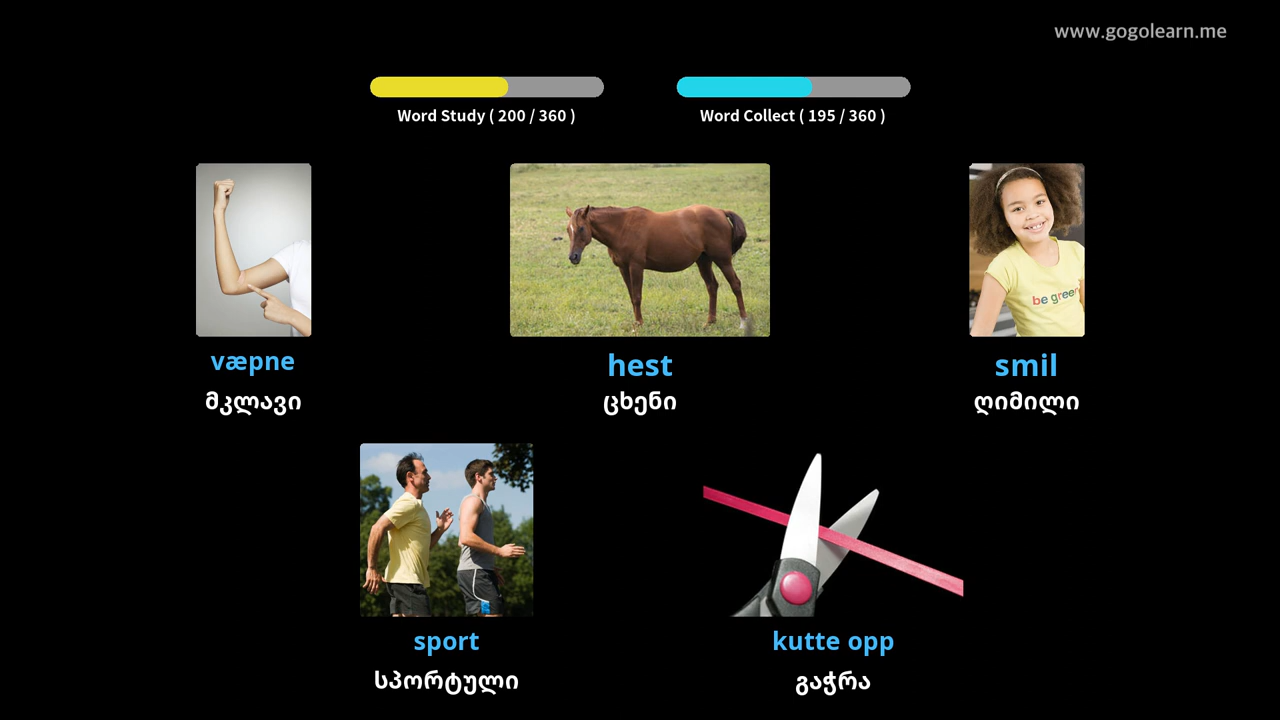 www.gogolearn.me
Word Study ( 200 / 360 )
Word Collect ( 195 / 360 )
væpne
მკლავი
hest
ცხენი
be green
smil
ღიმილი
sport
სპორტული
kutte opp
გაჭრა